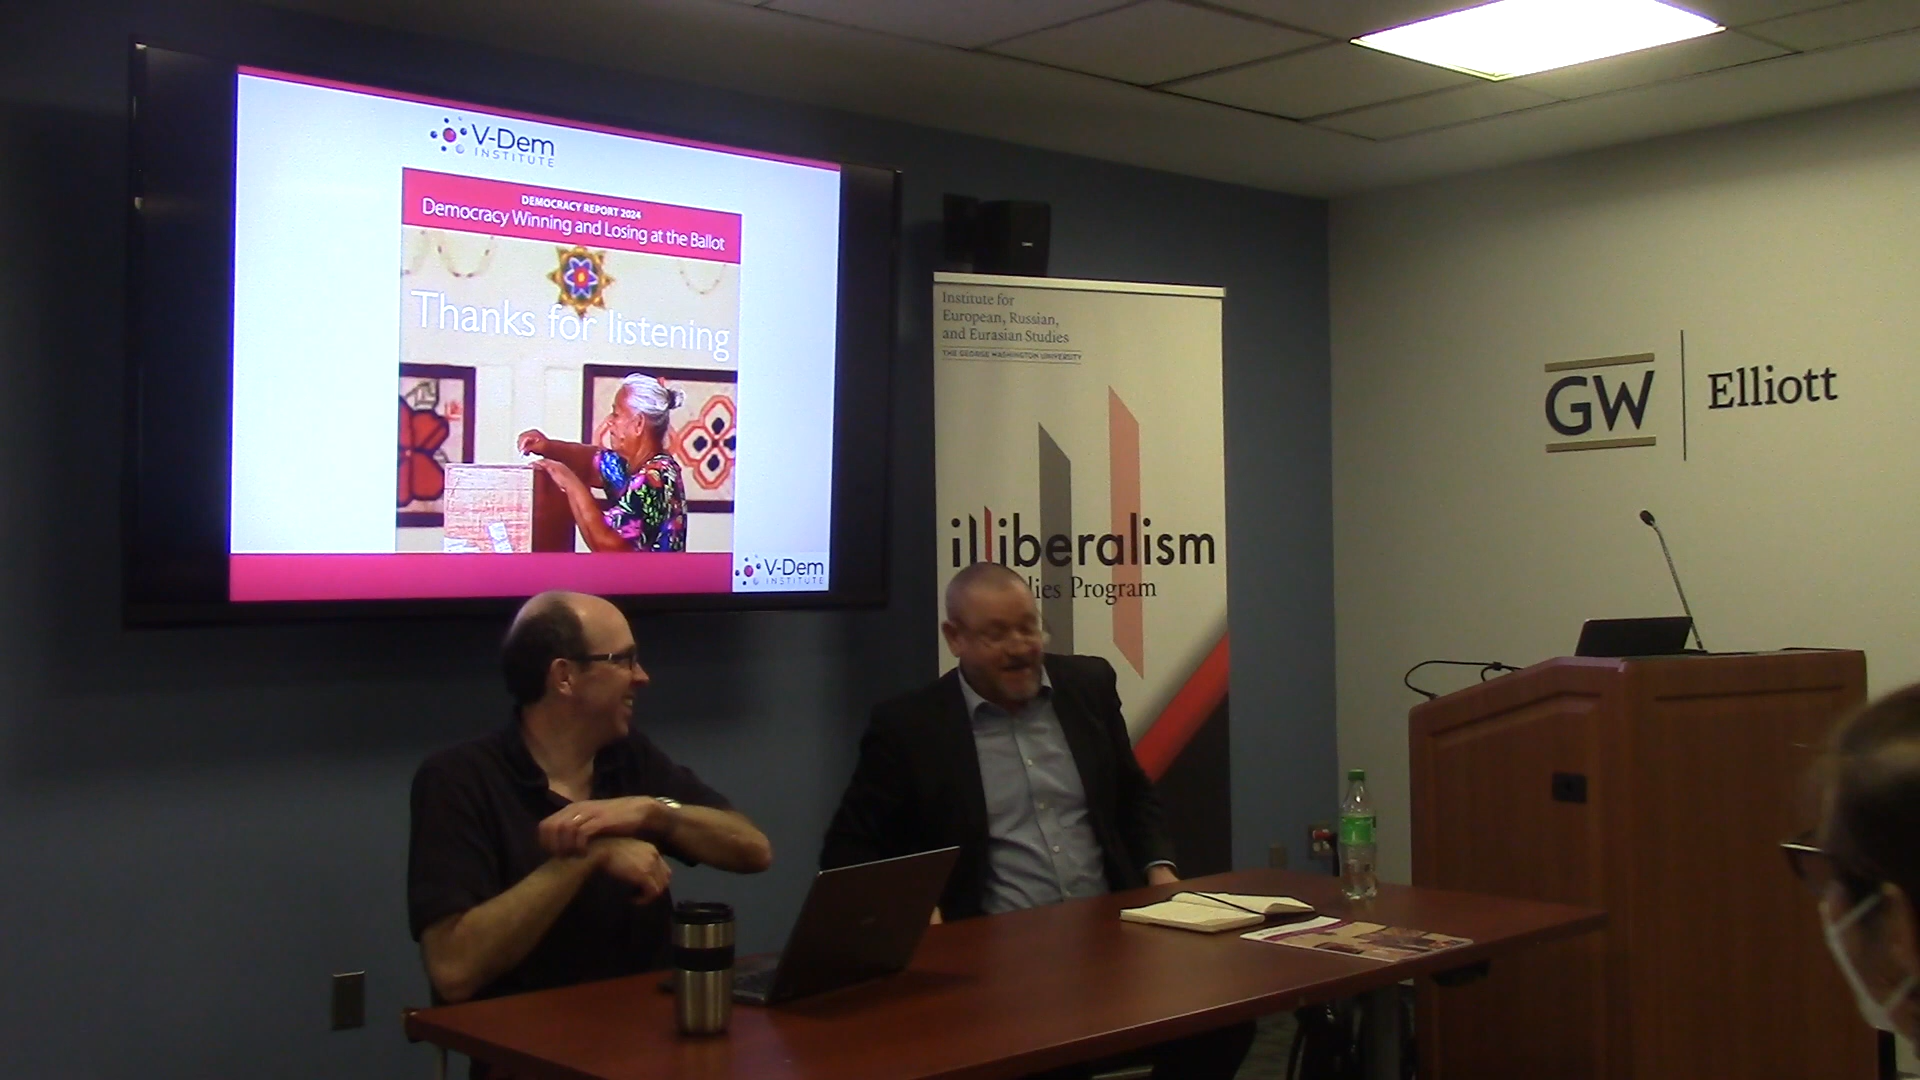 V-Dem
INSTITUTE
DEMOCRACY REPORT 2024
Democracy Winning and Losing at the Ballot
Thanks for listening
V-Dem
INSTITUTE
Institute for
European, Russian,
and Eurasian Studies
THE GEORGE WASHINGTON UNIVERSITY
illiberalism
dies Program
GW
Elliott